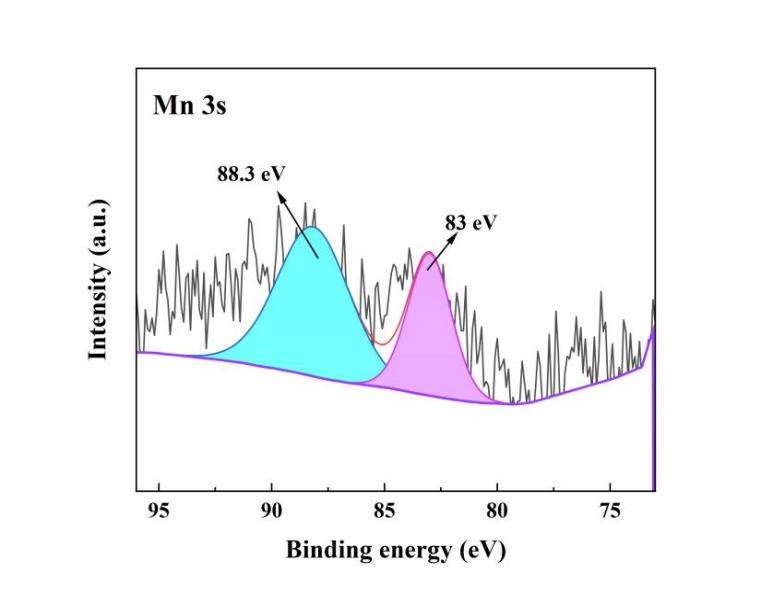 Mn 3s
88.3 eV
83 eV
Intensity (a.u.)
95 90 85 80 75
Binding energy (eV)